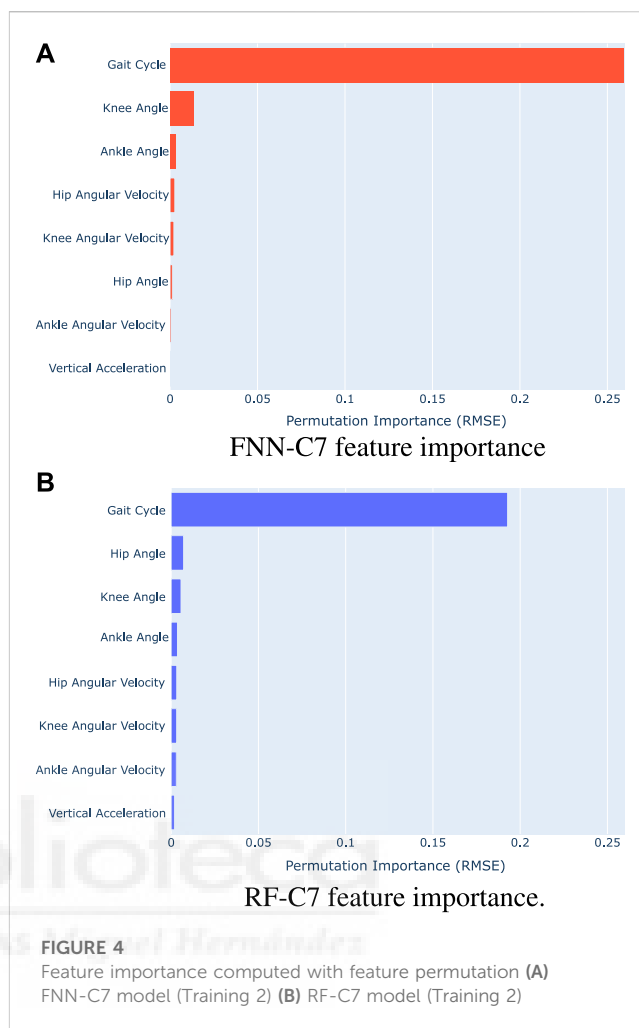 A
Gait Cycle
Knee Angle
Ankle Angle
Hip Angular Velocity
Knee Angular Velocity
Hip Angle
Ankle Angular Velocity
Vertical Acceleration
0 0.05 0.1 0.15 0.2 0.25
Permutation Importance (RMSE)
FNN-C7 feature importance
B
Gait Cycle
Hip Angle
Knee Angle
Ankle Angle
Hip Angular Velocity
Knee Angular Velocity
Ankle Angular Velocity
Vertical Acceleration
0 0.05 0.1 0.15 0.2 0.25
Permutation Importance (RMSE)
RF-C7 feature importance.
blioteca
AS Miguel Hernández
FIGURE 4
Feature importance computed with feature permutation (A)
FNN-C7 model (Training 2) (B) RF-C7 model (Training 2)